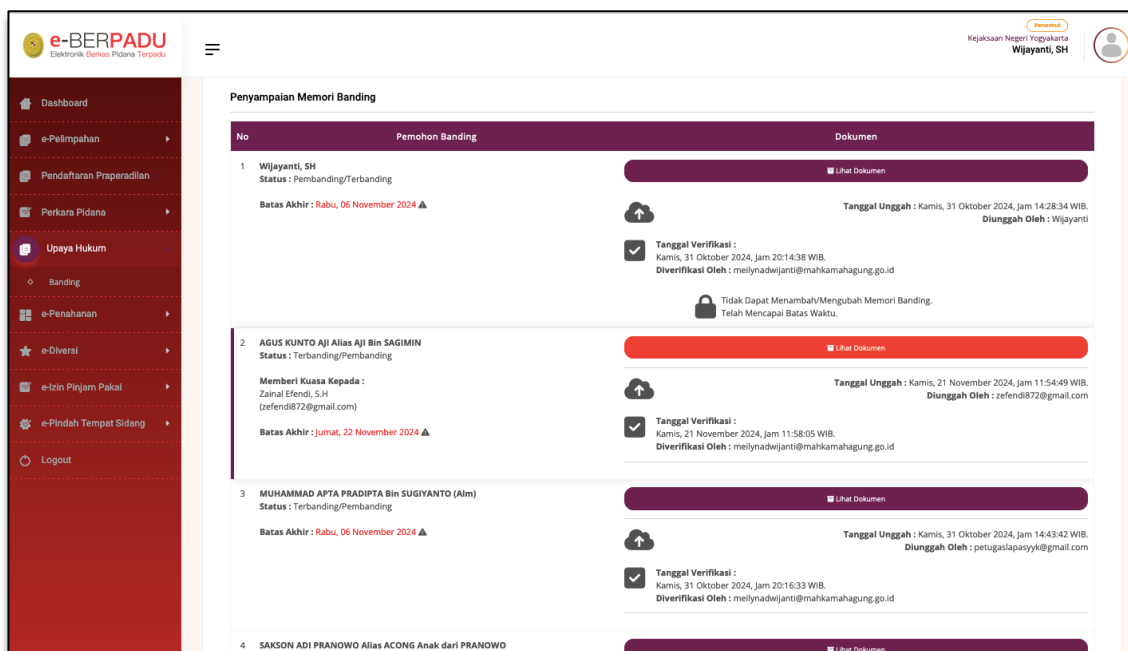 e-BERPADU
Elektronik Berkas Pidana Terpadu
Penuntut
Kejaksaan Negeri Yogyakarta
Wijayanti, SH
Dashboard
e-Pelimpahan
Pendaftaran Praperadilan
Perkara Pidana
Upaya Hukum
Banding
e-Penahanan
e-Diversi
e-Izin Pinjam Pakai
e-Pindah Tempat Sidang
Logout
Penyampaian Memori Banding
No Pemohon Banding Dokumen
1 Wijayanti, SH
Status : Pembanding/Terbanding
Batas Akhir : Rabu, 06 November 2024
Lihat Dokumen
Tanggal Unggah : Kamis, 31 Oktober 2024, Jam 14:28:34 WIB.
Diunggah Oleh : Wijayanti
Tanggal Verifikasi :
Kamis, 31 Oktober 2024, Jam 20:14:38 WIB.
Diverifikasi Oleh : meilynadwijanti@mahkamahagung.go.id
Tidak Dapat Menambah/Mengubah Memori Banding.
Telah Mencapai Batas Waktu.
2 AGUS KUNTO AJI Alias AJI Bin SAGIMIN
Status : Terbanding/Pembanding
Memberi Kuasa Kepada :
Zainal Efendi, S.H
(zefendi872@gmail.com)
Batas Akhir : Jumat, 22 November 2024
Lihat Dokumen
Tanggal Unggah : Kamis, 21 November 2024, Jam 11:54:49 WIB.
Diunggah Oleh : zefendi872@gmail.com
Tanggal Verifikasi :
Kamis, 21 November 2024, Jam 11:58:05 WIB.
Diverifikasi Oleh : meilynadwijanti@mahkamahagung.go.id
3 MUHAMMAD APTA PRADIPTA Bin SUGIYANTO (Alm)
Status : Terbanding/Pembanding
Batas Akhir : Rabu, 06 November 2024
Lihat Dokumen
Tanggal Unggah : Kamis, 31 Oktober 2024, Jam 14:43:42 WIB.
Diunggah Oleh : petugaslapasyyk@gmail.com
Tanggal Verifikasi :
Kamis, 31 Oktober 2024, Jam 20:16:33 WIB.
Diverifikasi Oleh : meilynadwijanti@mahkamahagung.go.id
4 SAKSON ADI PRANOWO Alias ACONG Anak dari PRANOWO
Lihat Dokumen